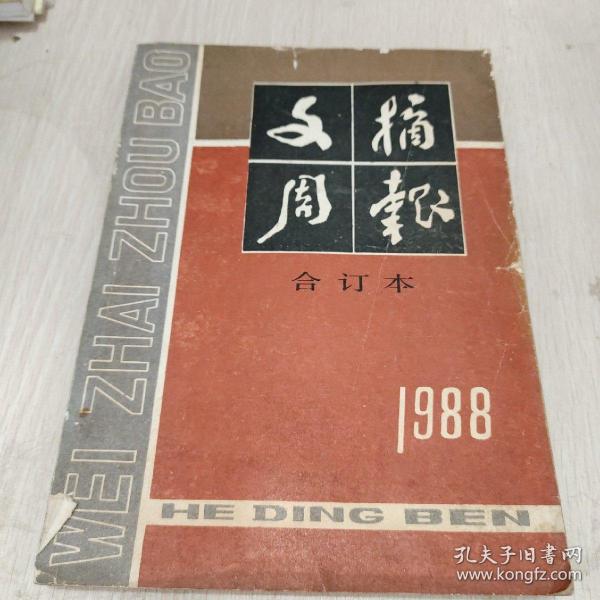 文摘
周报
合订本
1988
HE DING BEN
WEI ZHAI ZHOU BAO
孔夫子旧书网
www.kongfz.com